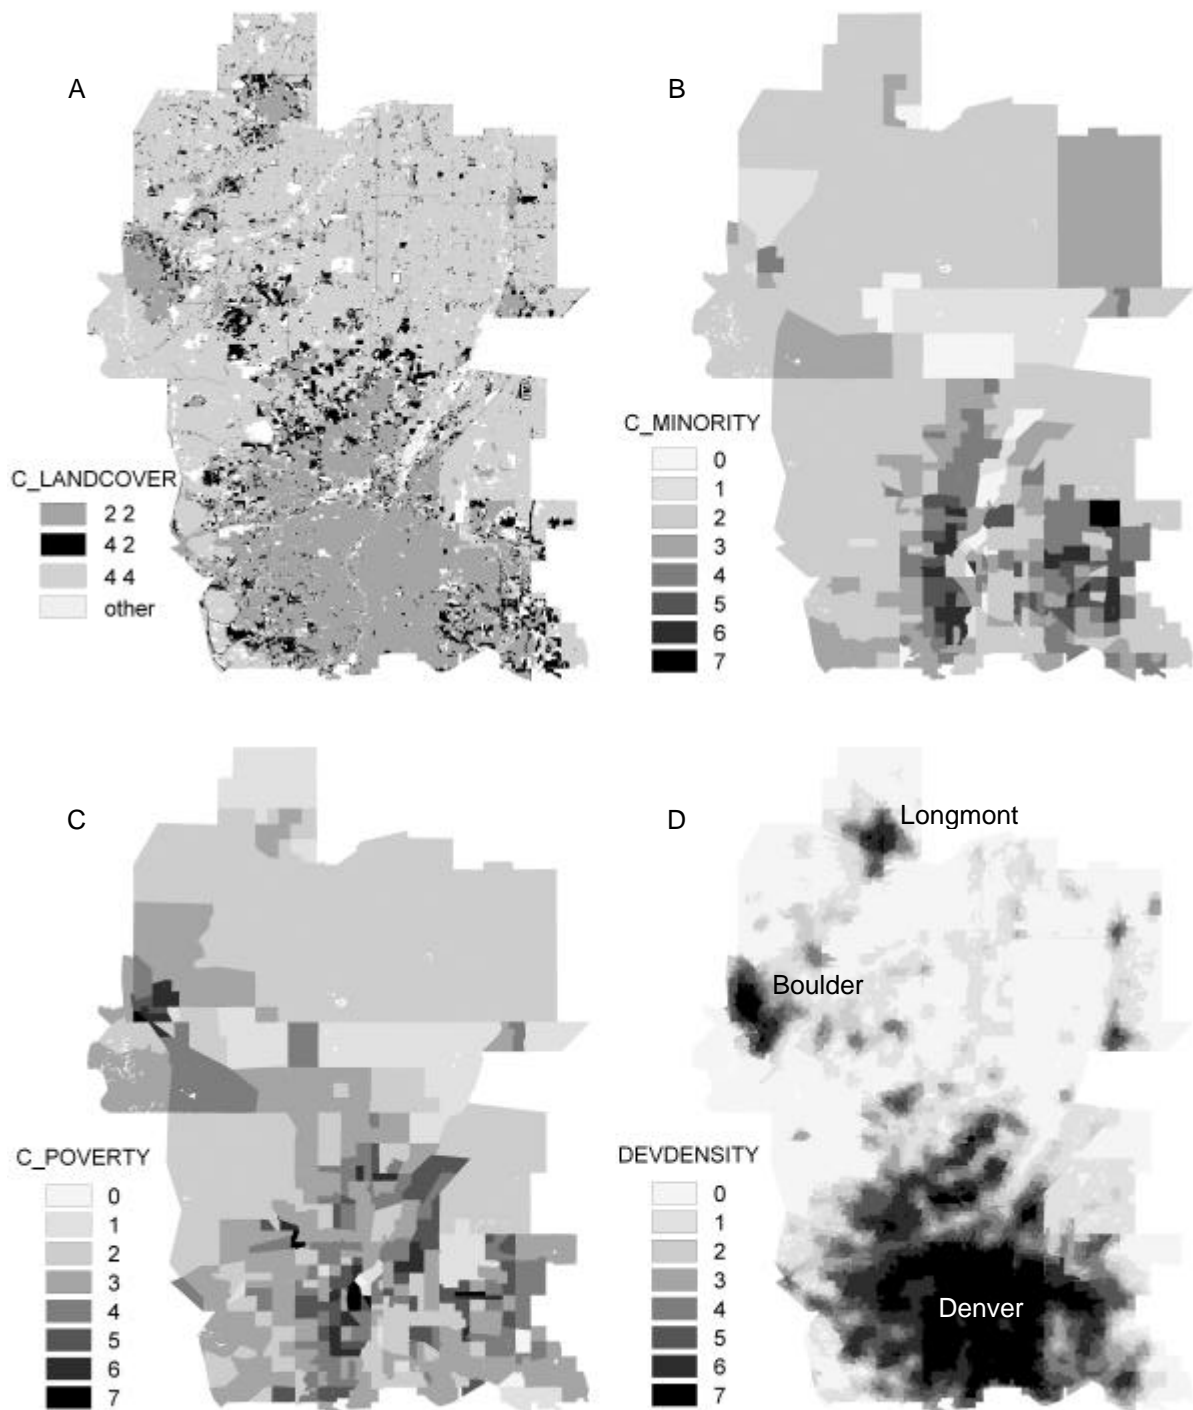 A
C_LANDCOVER
2 2
4 2
4 4
other
B
C_MINORITY
0
1
2
3
4
5
6
7
C
C_POVERTY
0
1
2
3
4
5
6
7
D
Longmont
Boulder
Denver
DEVDENSITY
0
1
2
3
4
5
6
7